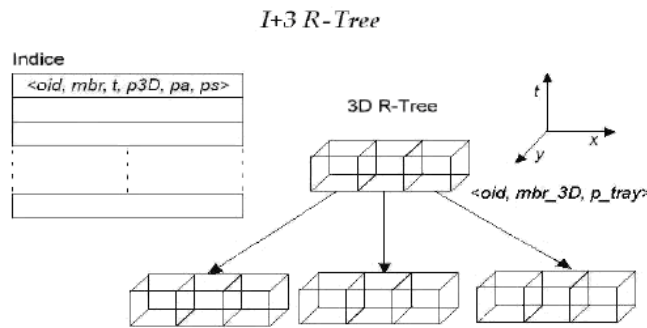 I+3 R-Tree
Indice
<oid, mbr, t, p3D, pa, ps>
3D R-Tree
t
x
y
<oid, mbr_3D, p_tray>